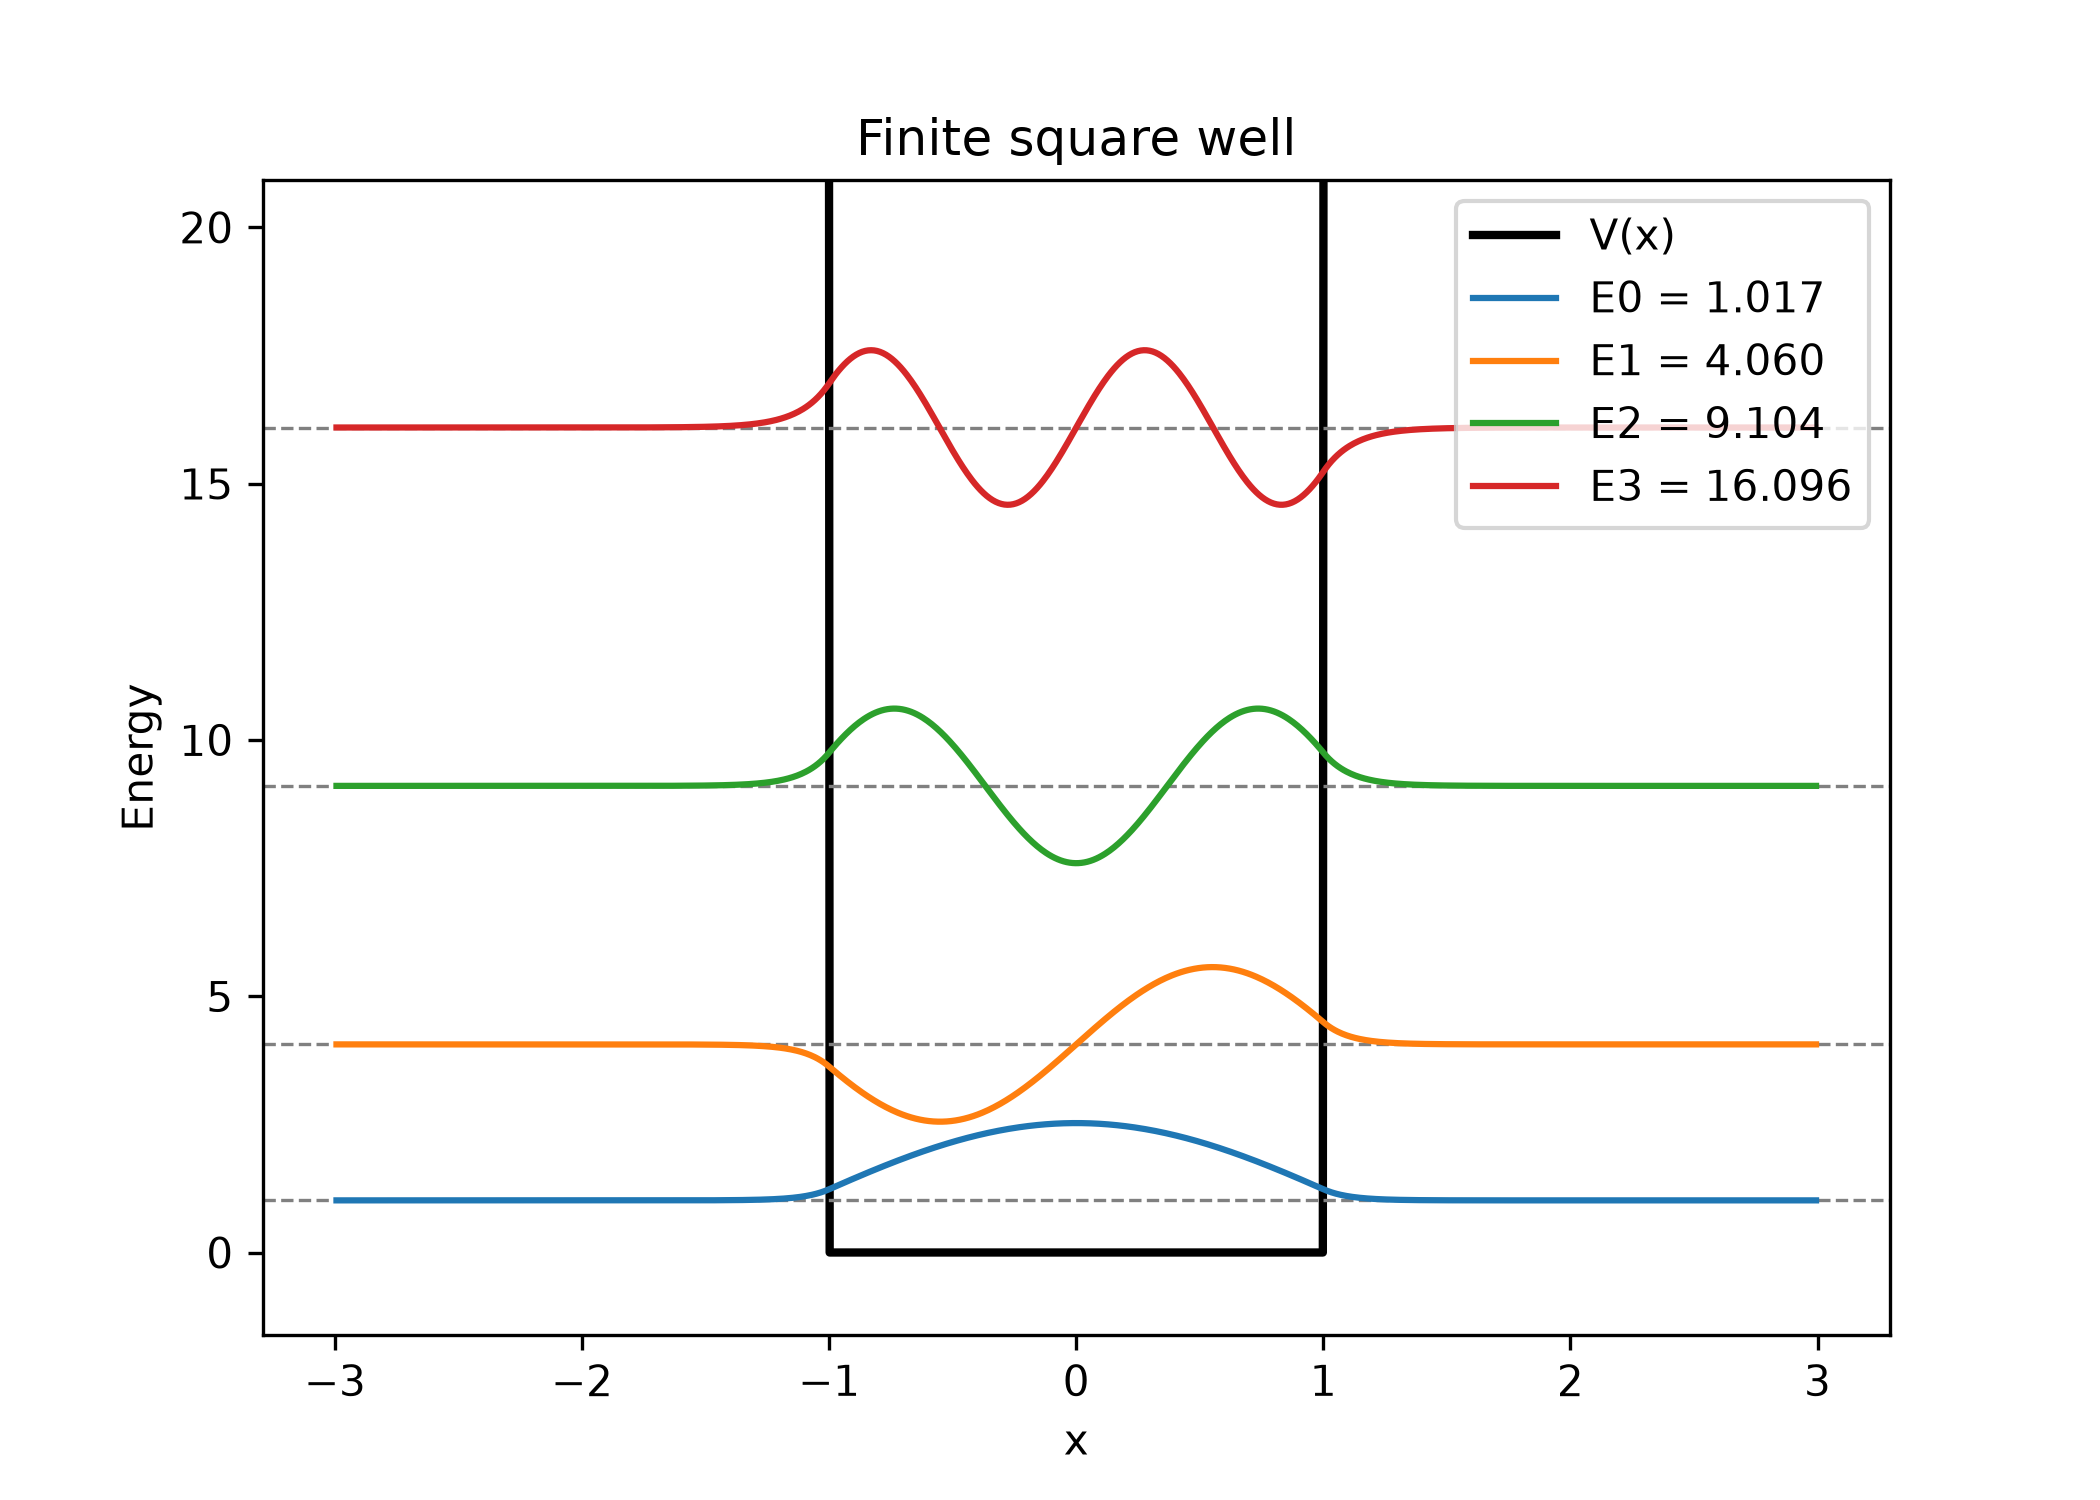 Finite square well
20
15
10
5
0
Energy
V(x)
E0 = 1.017
E1 = 4.060
E2 = 9.104
E3 = 16.096
−3
−2
−1
0
1
2
3
x